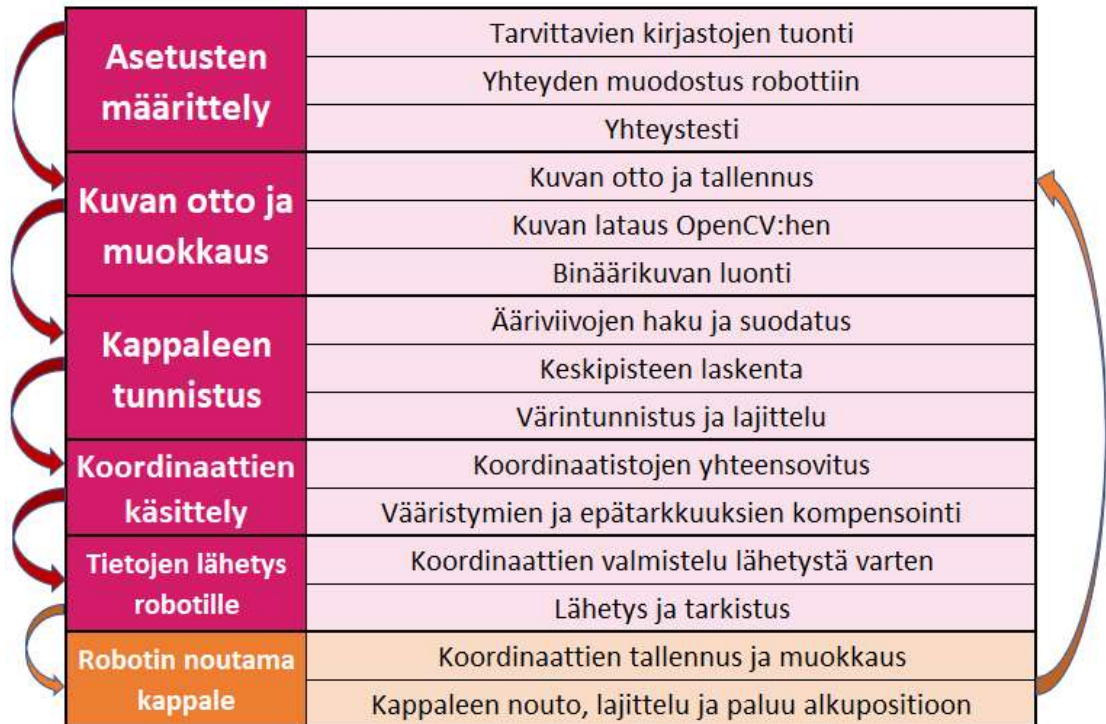 Asetusten
määrittely
Tarvittavien kirjastojen tuonti
Yhteyden muodostus robottiin
Yhteystesti
Kuvan otto ja
muokkaus
Kuvan otto ja tallennus
Kuvan lataus OpenCV:hen
Binäärikuvan luonti
Kappaleen
tunnistus
Ääriviivojen haku ja suodatus
Keskipisteen laskenta
Värintunnistus ja lajittelu
Koordinaattien
käsittely
Koordinaatistojen yhteensovitus
Vääristymien ja epätarkkuuksien kompensointi
Tietojen lähetys
robotille
Koordinaattien valmistelu lähetystä varten
Lähetys ja tarkistus
Robotin noutama
kappale
Koordinaattien tallennus ja muokkaus
Kappaleen nouto, lajittelu ja paluu alkupositioon